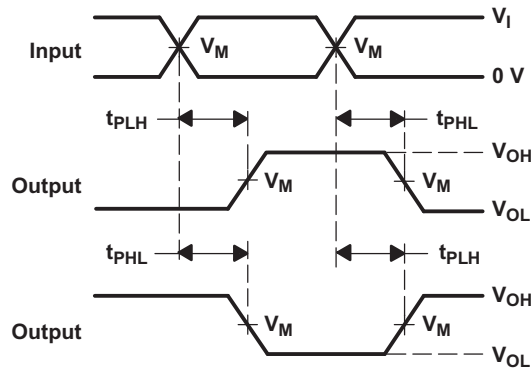 V_I
Input V_M V_M
0 V
t_PLH t_PHL
V_OH
Output V_M V_M
V_OL
t_PHL t_PLH
V_OH
Output V_M V_M
V_OL